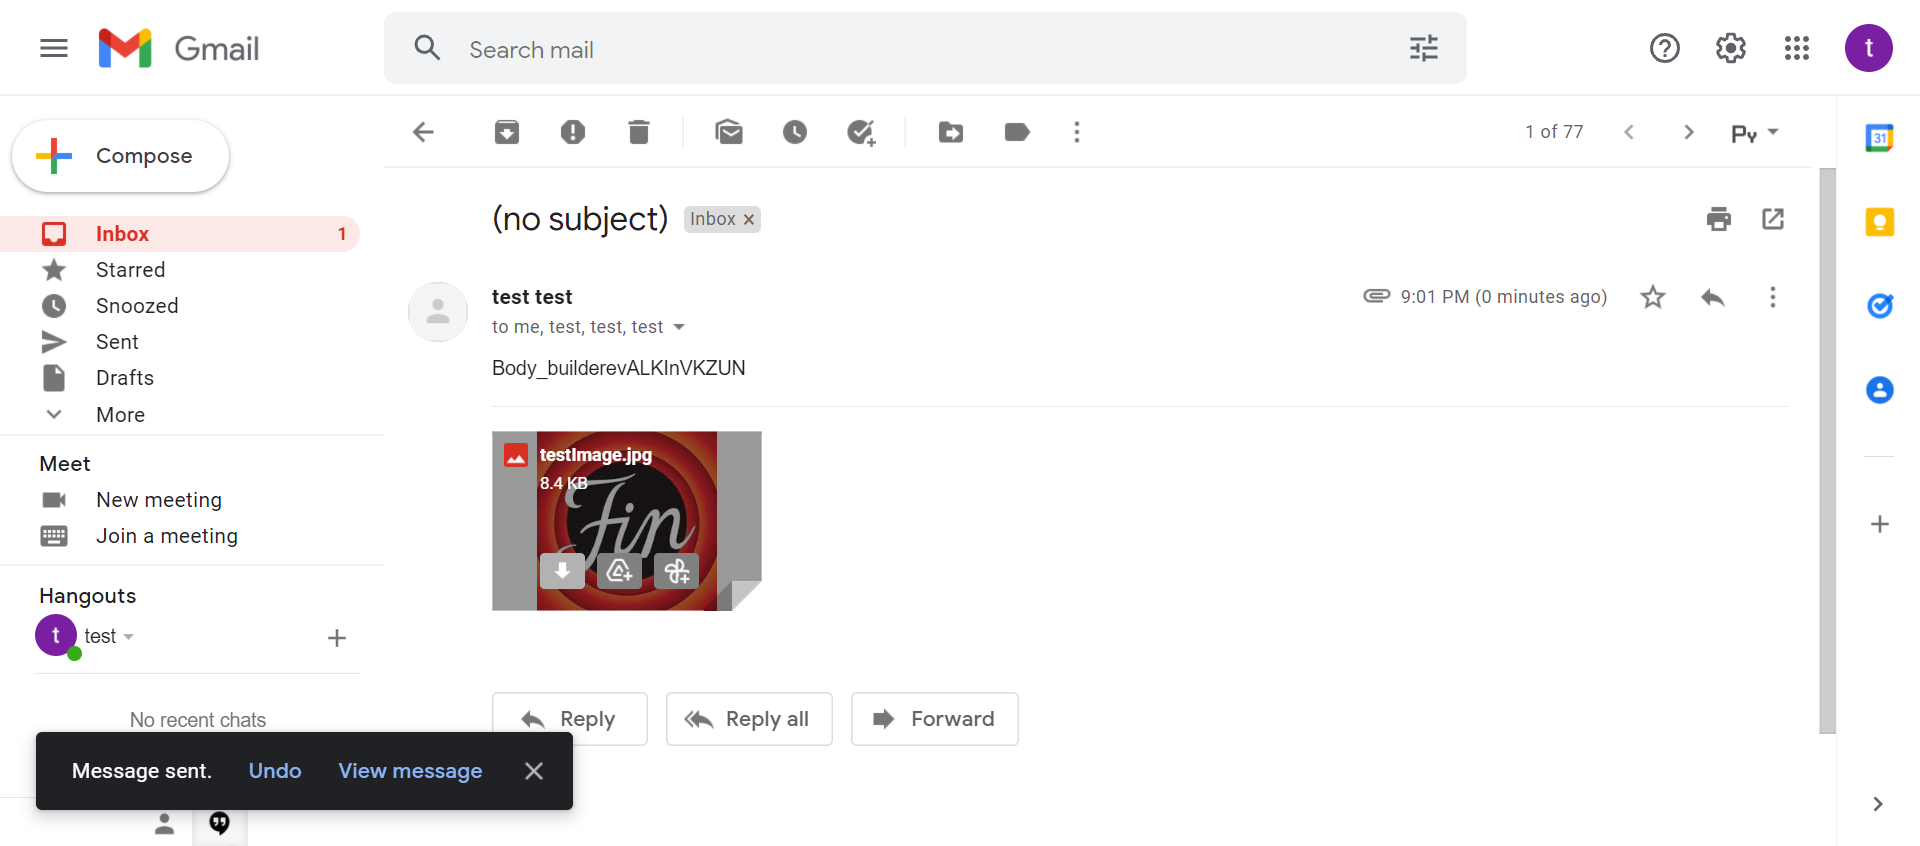 Gmail
Search mail
t
Compose
1 of 77
Py
31
(no subject)
Inbox
Inbox 1
Starred
Snoozed
Sent
Drafts
More
test test
9:01 PM (0 minutes ago)
to me, test, test, test
Body_builderevALKInVKZUN
testImage.jpg
8.4 KB
Fin
Meet
New meeting
Join a meeting
Hangouts
t test
No recent chats
Reply
Reply all
Forward
Message sent. Undo View message